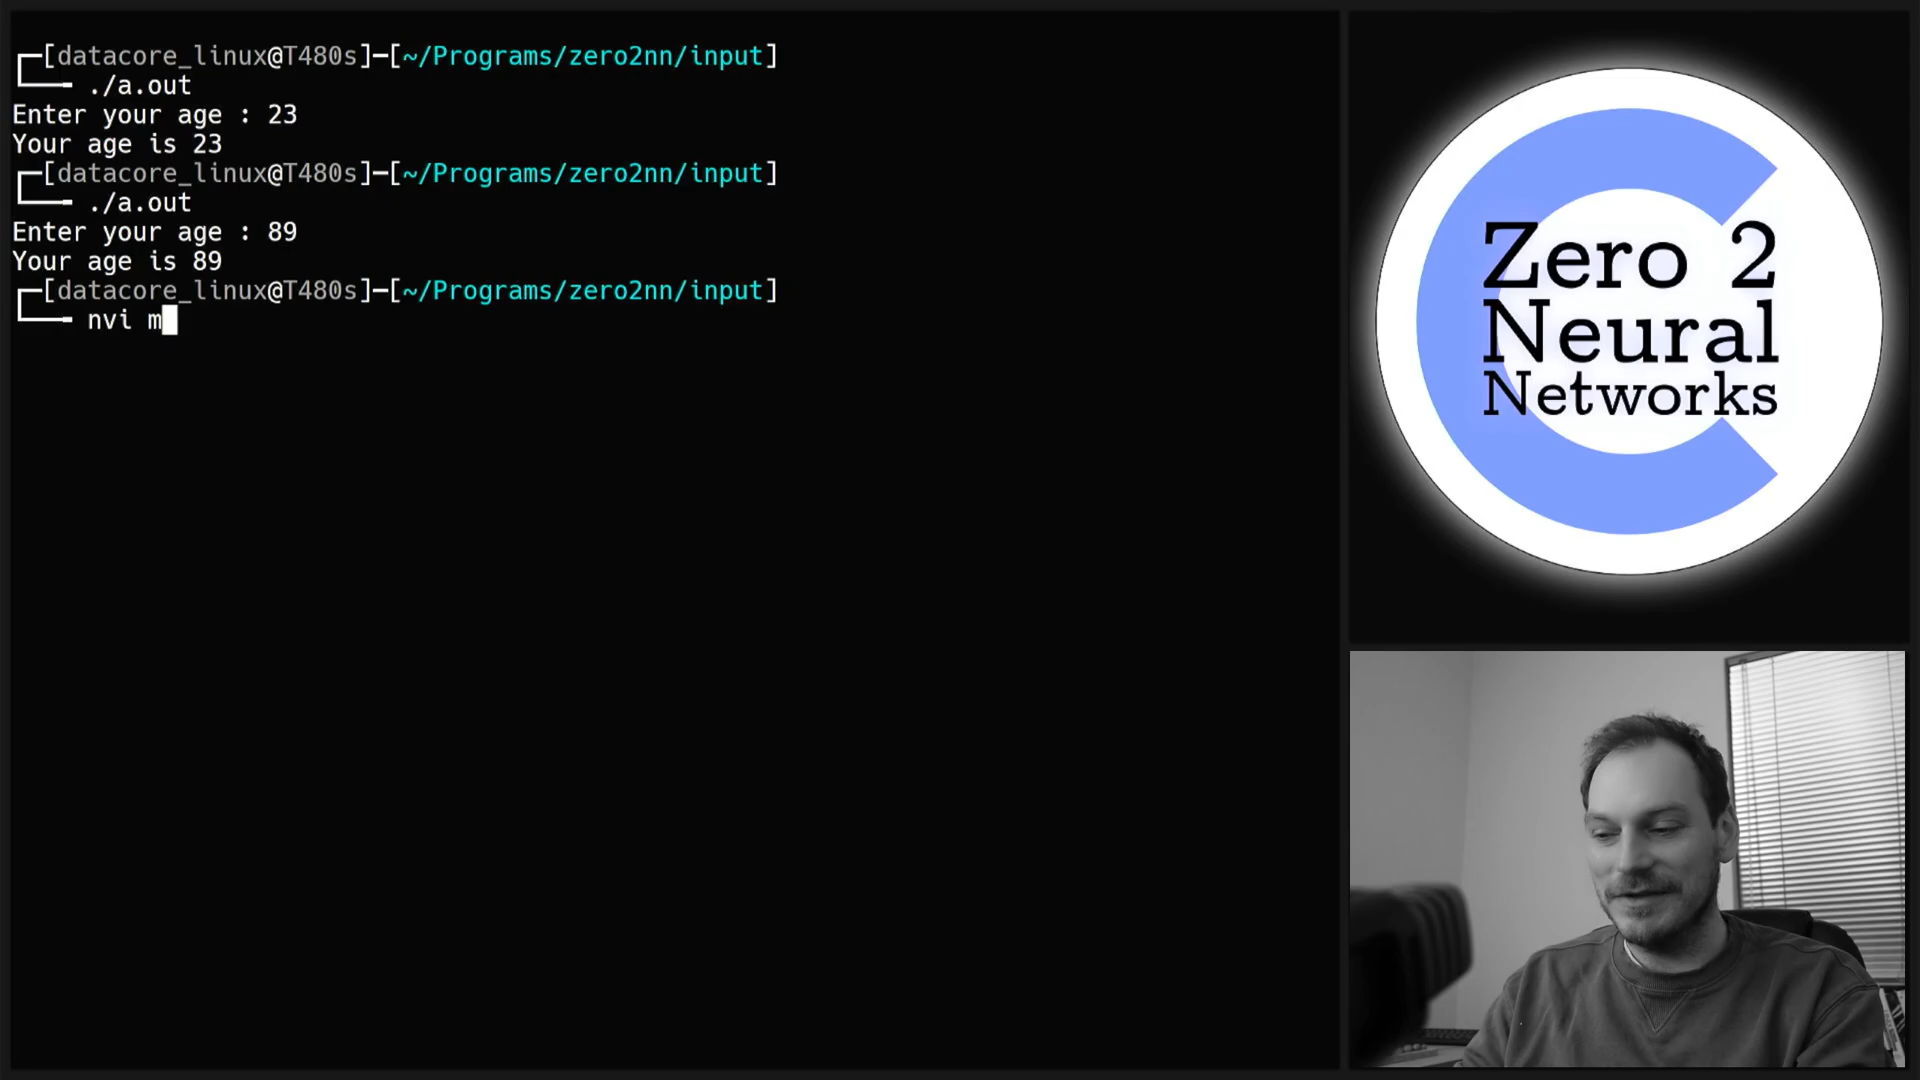 [datacore_linux@T480s]─[~/Programs/zero2nn/input]
./a.out
Enter your age : 23
Your age is 23
[datacore_linux@T480s]─[~/Programs/zero2nn/input]
./a.out
Enter your age : 89
Your age is 89
[datacore_linux@T480s]─[~/Programs/zero2nn/input]
nvi m
Zero 2
Neural
Networks